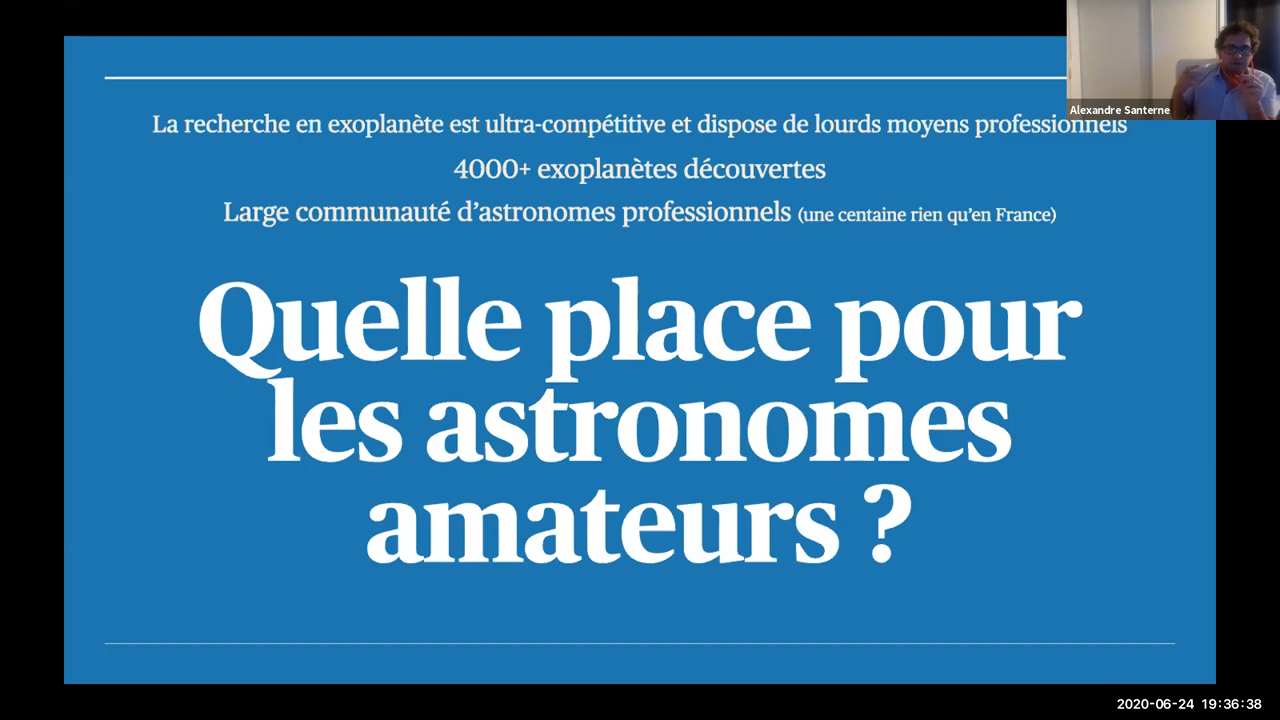 La recherche en exoplanète est ultra-compétitive et dispose de lourds moyens professionnels
4000+ exoplanètes découvertes
Large communauté d’astronomes professionnels (une centaine rien qu’en France)
Quelle place pour
les astronomes
amateurs ?
Alexandre Santerne
2020-06-24 19:36:38